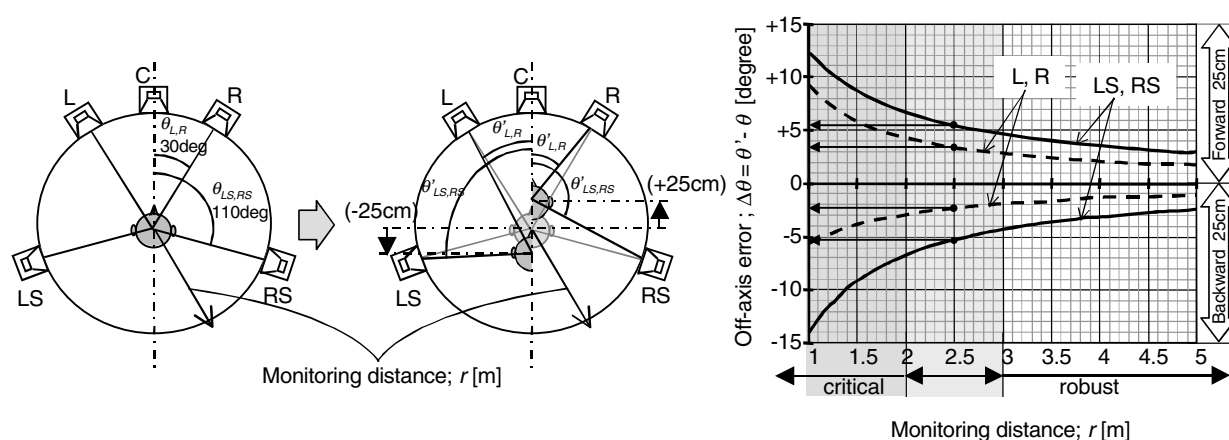 C
L
R
θL,R
30deg
θLS,RS
110deg
LS
RS
C
L
R
θ'L,R
θ'L,R
θ'LS,RS
θ'LS,RS
(+25cm)
(-25cm)
LS
RS
Monitoring distance; r [m]
Off-axis error ; Δθ = θ' - θ [degree]
+15
+10
+5
0
-5
-10
-15
L, R
LS, RS
Forward 25cm
Backward 25cm
1 1.5 2 2.5 3 3.5 4 4.5 5
critical
robust
Monitoring distance; r [m]